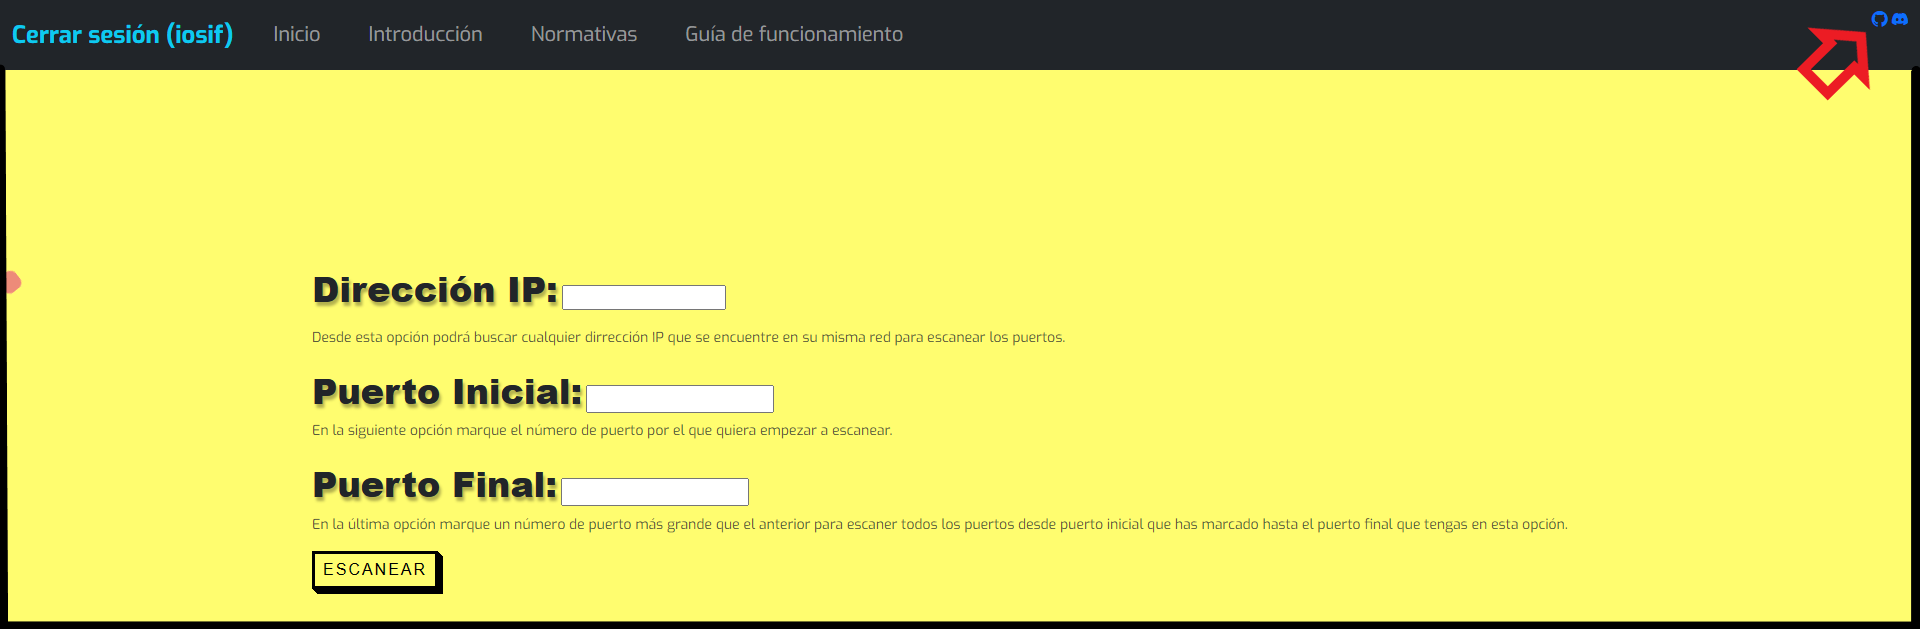 Cerrar sesión (iosif) Inicio Introducción Normativas Guía de funcionamiento
Dirección IP:
Desde esta opción podrá buscar cualquier dirrección IP que se encuentre en su misma red para escanear los puertos.
Puerto Inicial:
En la siguiente opción marque el número de puerto por el que quiera empezar a escanear.
Puerto Final:
En la última opción marque un número de puerto más grande que el anterior para escaner todos los puertos desde puerto inicial que has marcado hasta el puerto final que tengas en esta opción.
ESCANEAR